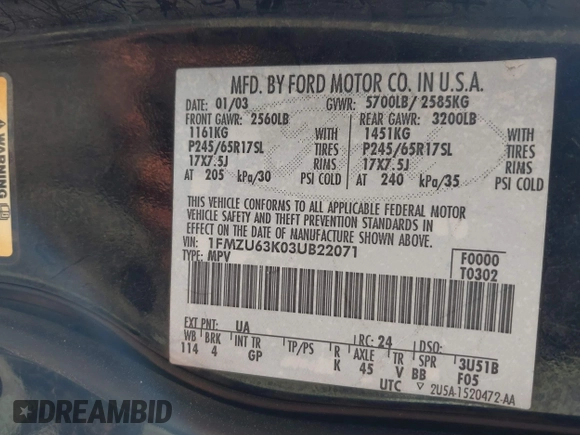 MFD. BY FORD MOTOR CO. IN U.S.A.
DATE: 01/03 GVWR: 5700LB/ 2585KG
FRONT GAWR: 2560LB REAR GAWR: 3200LB
1161KG WITH 1451KG WITH
P245/65R17SL TIRES P245/65R17SL TIRES
17X7.5J RIMS 17X7.5J RIMS
AT 205 kPa/30 PSI COLD AT 240 kPa/35 PSI COLD
THIS VEHICLE CONFORMS TO ALL APPLICABLE FEDERAL MOTOR
VEHICLE SAFETY AND THEFT PREVENTION STANDARDS IN
EFFECT ON THE DATE OF MANUFACTURE SHOWN ABOVE.
VIN: 1FMZU63K03UB22071 F0000
TYPE: MPV T0302
EXT PNT: UA RC: 24 DSO:
WB BRK INT TR TP/PS R AXLE TR SPR 3U51B
114 4 GP K 45 V BB F05
UTC ▽ 2U5A-1520472-AA
WARNING
DREAMBID